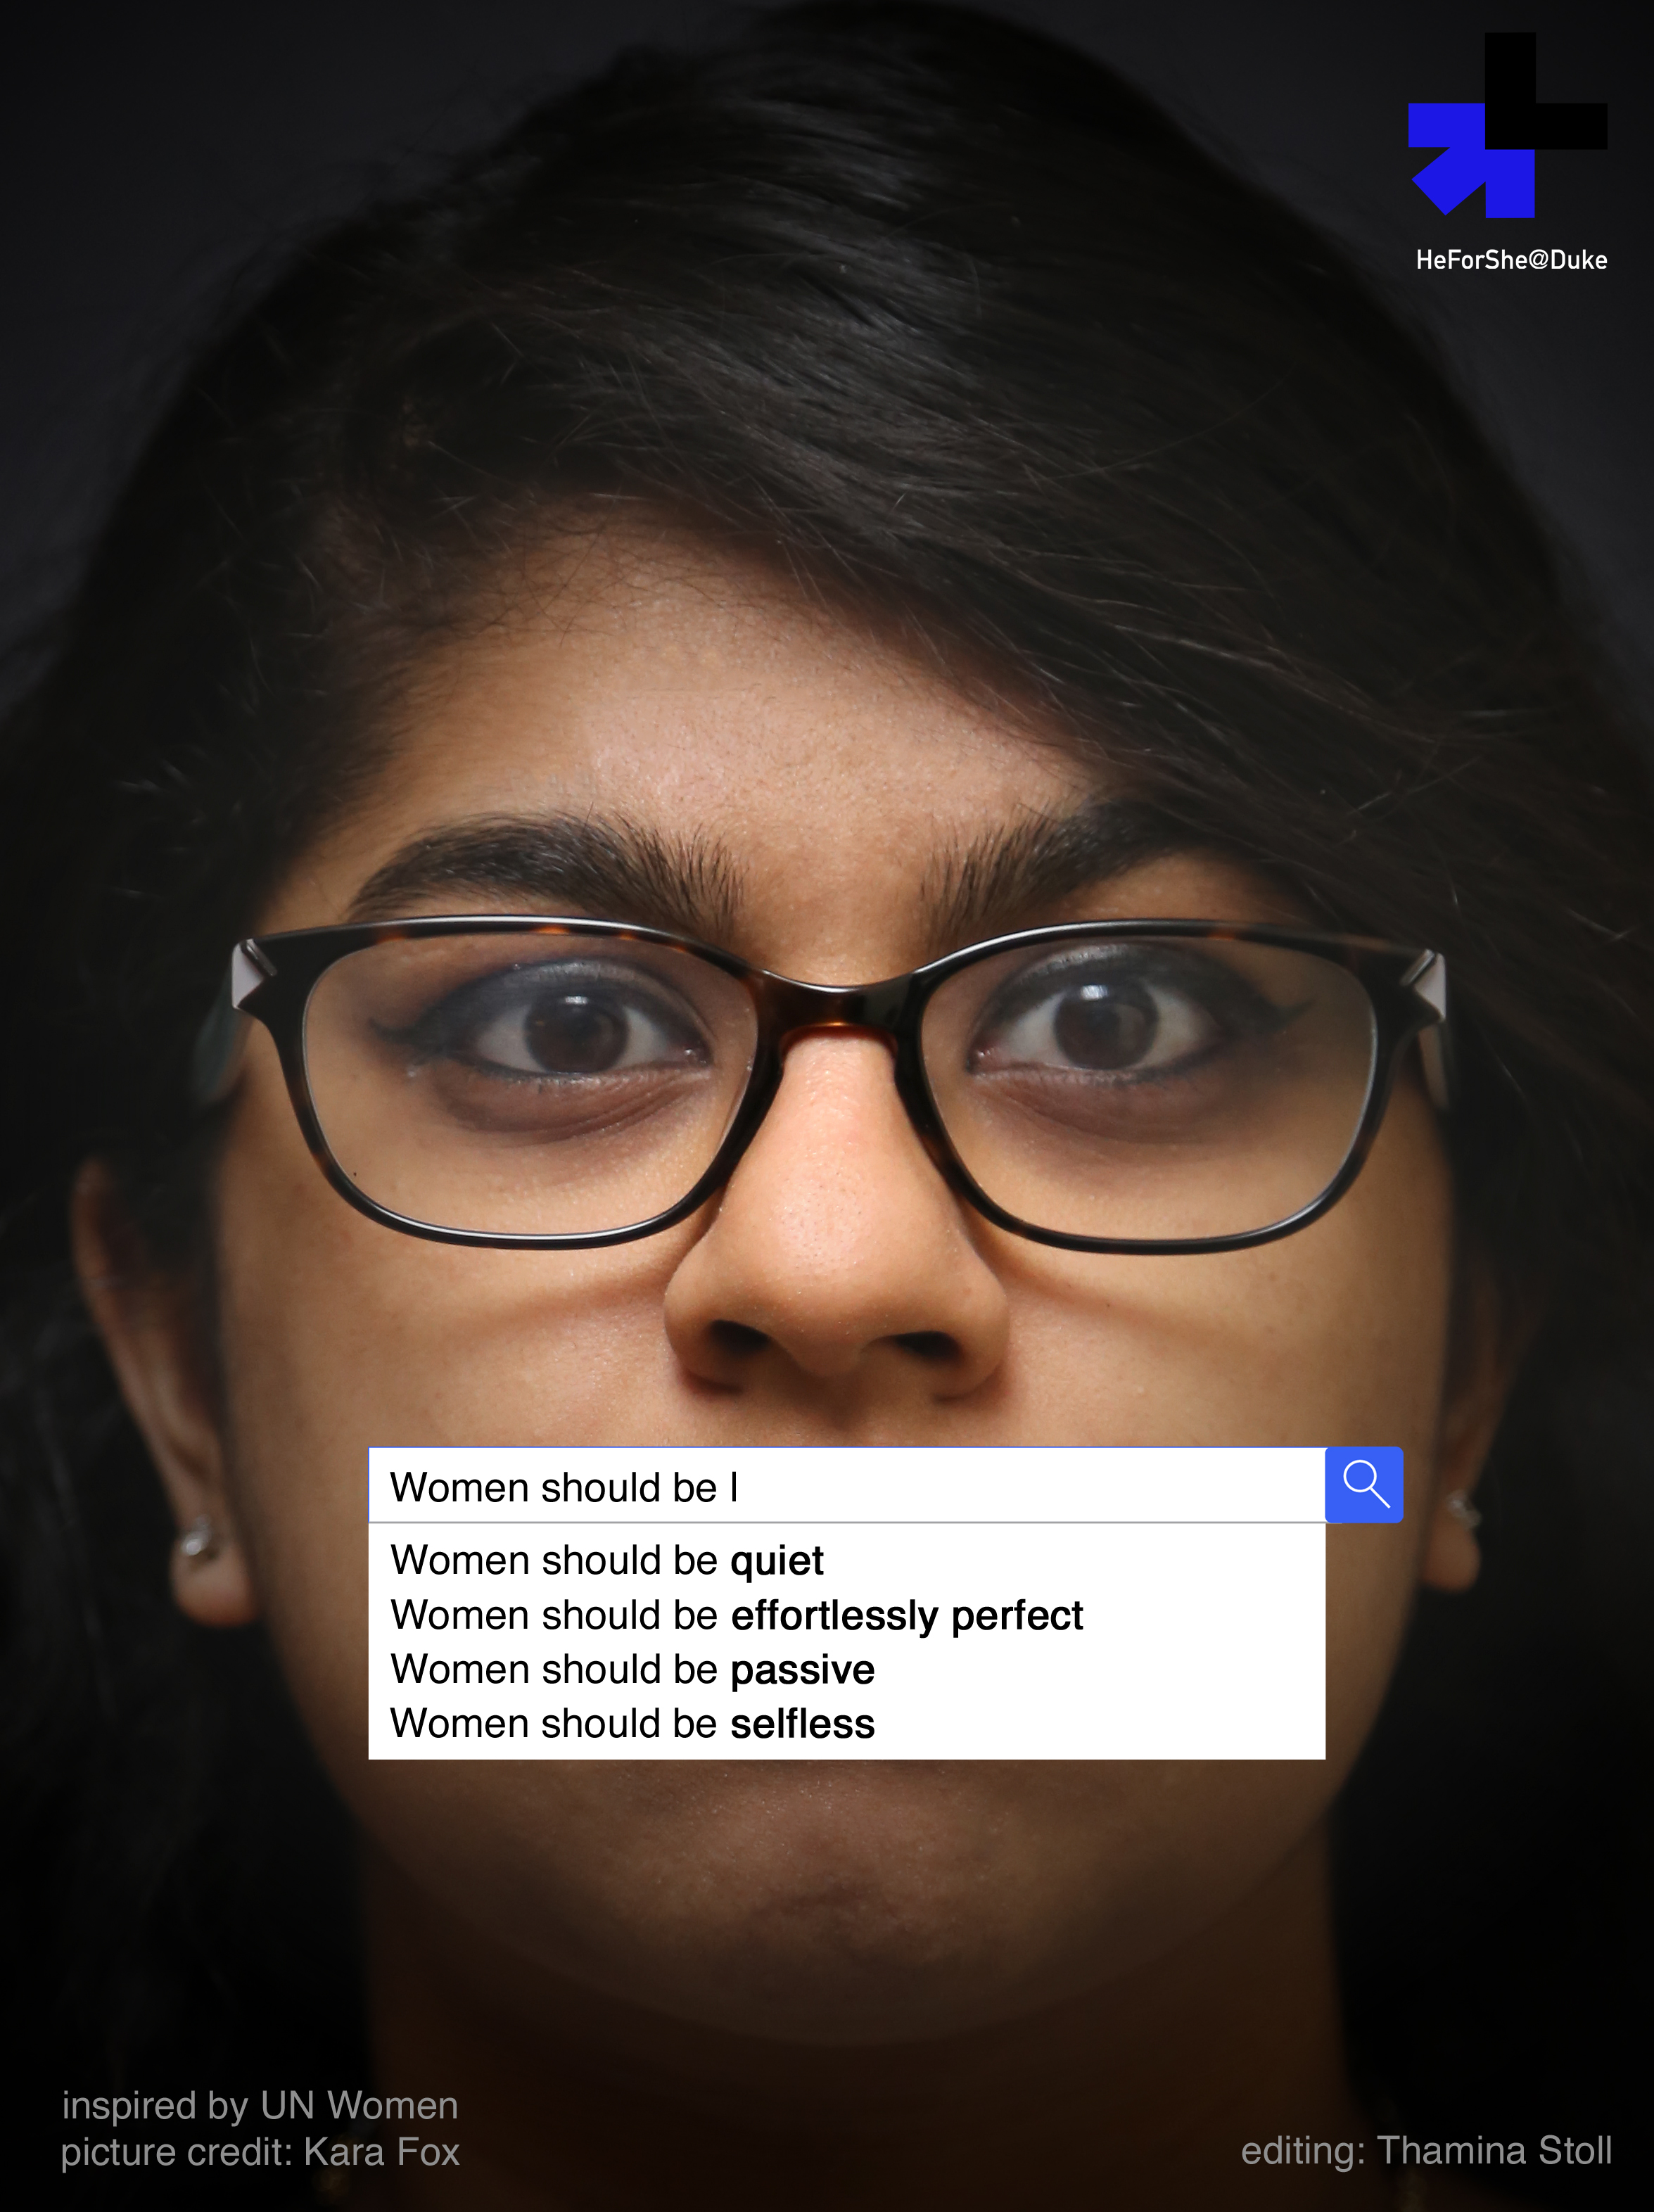 HeForShe@Duke
Women should be |
Women should be quiet
Women should be effortlessly perfect
Women should be passive
Women should be selfless
inspired by UN Women
picture credit: Kara Fox
editing: Thamina Stoll